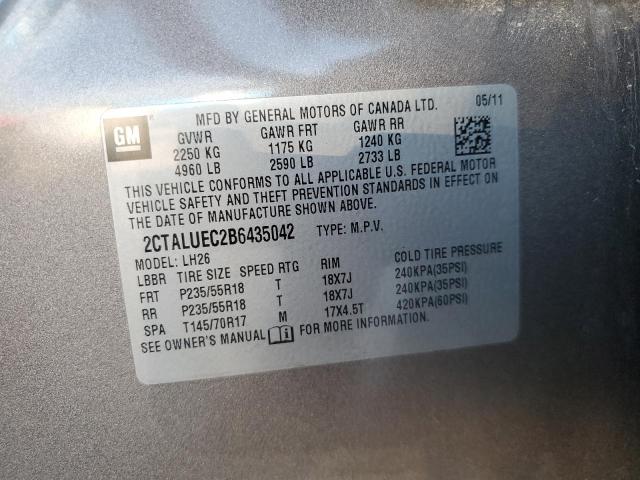 MFD BY GENERAL MOTORS OF CANADA LTD. 05/11
GM GVWR GAWR FRT GAWR RR
2250 KG 1175 KG 1240 KG
4960 LB 2590 LB 2733 LB
THIS VEHICLE CONFORMS TO ALL APPLICABLE U.S. FEDERAL MOTOR
VEHICLE SAFETY AND THEFT PREVENTION STANDARDS IN EFFECT ON
THE DATE OF MANUFACTURE SHOWN ABOVE.
2CTALUEC2B6435042 TYPE: M.P.V.
MODEL: LH26
LBBR TIRE SIZE SPEED RTG RIM COLD TIRE PRESSURE
FRT P235/55R18 T 18X7J 240KPA(35PSI)
RR P235/55R18 T 18X7J 240KPA(35PSI)
SPA T145/70R17 M 17X4.5T 420KPA(60PSI)
SEE OWNER'S MANUAL i FOR MORE INFORMATION.